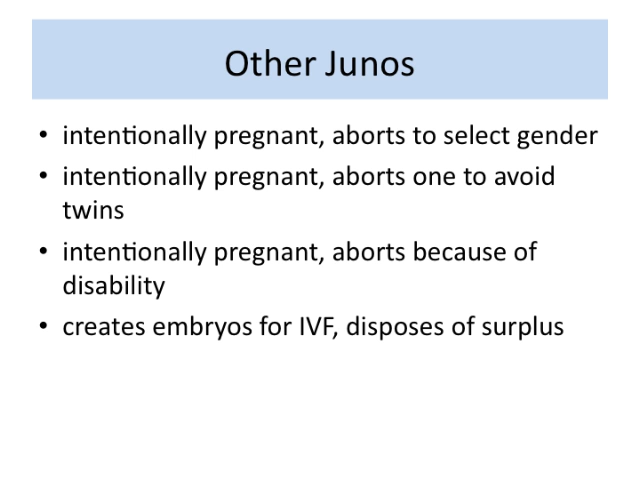 Other Junos
• intentionally pregnant, aborts to select gender
• intentionally pregnant, aborts one to avoid
twins
• intentionally pregnant, aborts because of
disability
• creates embryos for IVF, disposes of surplus